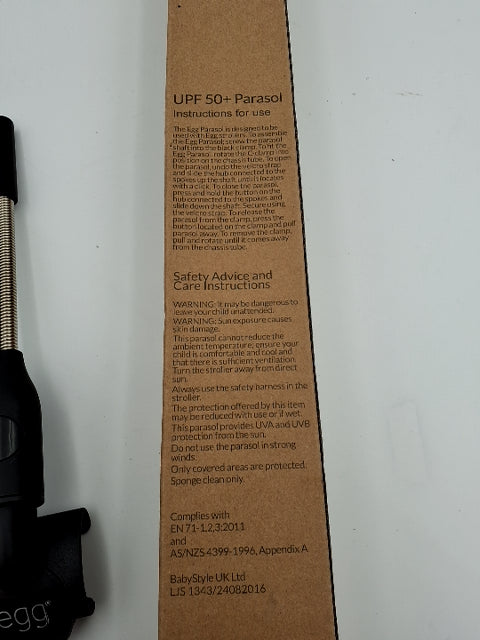 UPF 50+ Parasol
Instructions for use
The Egg Parasol is designed to be
used with Egg strollers. To assemble
the Egg Parasol; screw the parasol
shaft into the black clamp. To fit the
Egg Parasol, rotate the C-clamp into
position on the chassis tube. To open
the parasol, undo the velcro strap
and slide the hub connected to the
spokes up the shaft, until it locates
with a click. To close the parasol,
press and hold the button on the
hub connected to the spokes and
slide down the shaft. Secure using
the velcro strap. To release the
parasol from the clamp, press the
button located on the clamp and pull
parasol away. To remove the clamp,
pull and rotate until it comes away
from the chassis tube.
Safety Advice and
Care Instructions
WARNING: It may be dangerous to
leave your child unattended.
WARNING: Sun exposure causes
skin damage.
This parasol cannot reduce the
ambient temperature; ensure your
child is comfortable and cool and
that there is sufficient ventilation.
Turn the stroller away from direct
sun.
Always use the safety harness in the
stroller.
The protection offered by this item
may be reduced with use or if wet.
This parasol provides UVA and UVB
protection from the sun.
Do not use the parasol in strong
winds.
Only covered areas are protected.
Sponge clean only.
Complies with
EN 71-1,2,3:2011
and
AS/NZS 4399-1996, Appendix A
BabyStyle UK Ltd
LJS 1343/24082016
egg